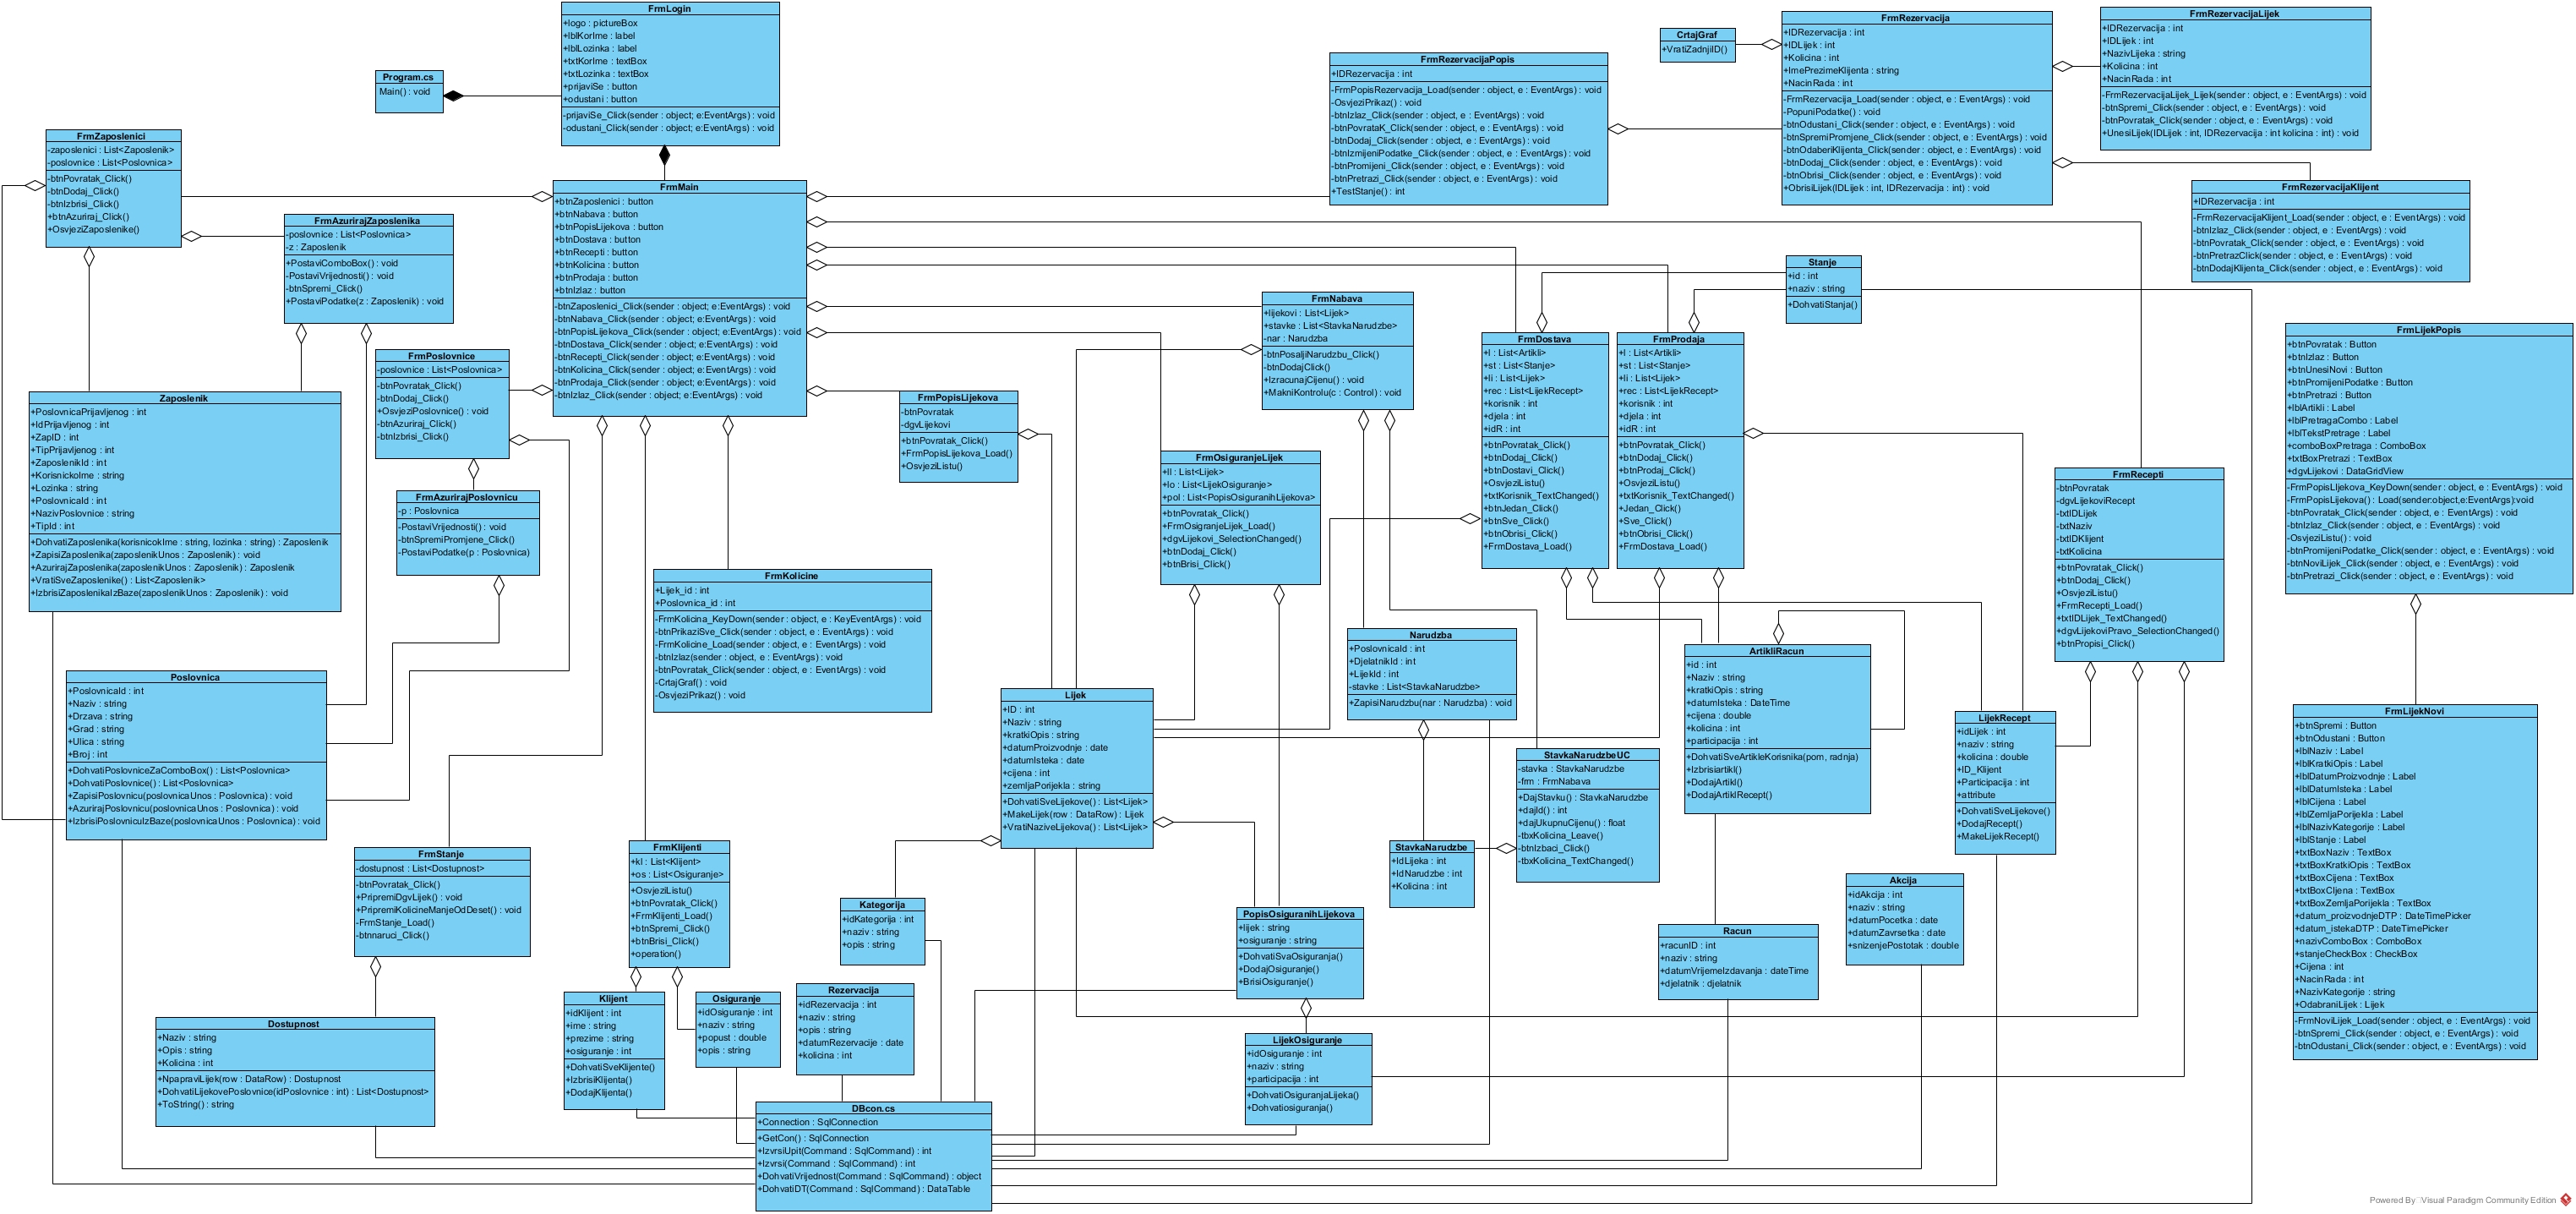 FrmLogin
+logo : pictureBox
+lblKorIme : label
+lblLozinka : label
+txtKorIme : textBox
+txtLozinka : textBox
+prijaviSe : button
+odustani : button
-prijaviSe_Click(sender : object; e:EventArgs) : void
-odustani_Click(sender : object; e:EventArgs) : void
Program.cs
Main() : void
FrmZaposlenici
-zaposlenici : List<Zaposlenik>
-poslovnice : List<Poslovnica>
-btnPovratak_Click()
-btnDodaj_Click()
-btnIzbrisi_Click()
+btnAzuriraj_Click()
+OsvjeziZaposlenike()
FrmAzurirajZaposlenika
-poslovnice : List<Poslovnica>
-z : Zaposlenik
+PostaviComboBox() : void
-PostaviVrijednosti() : void
-btnSpremi_Click()
+PostaviPodatke(z : Zaposlenik) : void
FrmMain
+btnZaposlenici : button
+btnNabava : button
+btnPopisLijekova : button
+btnDostava : button
+btnRecepti : button
+btnKolicina : button
+btnProdaja : button
+btnIzlaz : button
-btnZaposlenici_Click(sender : object; e:EventArgs) : void
-btnNabava_Click(sender : object; e:EventArgs) : void
-btnPopisLijekova_Click(sender : object; e:EventArgs) : void
-btnDostava_Click(sender : object; e:EventArgs) : void
-btnRecepti_Click(sender : object; e:EventArgs) : void
-btnKolicina_Click(sender : object; e:EventArgs) : void
-btnProdaja_Click(sender : object; e:EventArgs) : void
-btnIzlaz_Click(sender : object; e:EventArgs) : void
FrmRezervacijaPopis
+IDRezervacija : int
-FrmPopisRezervacija_Load(sender : object, e : EventArgs) : void
-OsvjeziPrikaz() : void
-btnIzlaz_Click(sender : object, e : EventArgs) : void
-btnPovrataK_Click(sender : object, e : EventArgs) : void
-btnDodaj_Click(sender : object, e : EventArgs) : void
-btnIzmijeniPodatke_Click(sender : object, e : EventArgs) : void
-btnPromijeni_Click(sender : object, e : EventArgs) : void
-btnPretrazi_Click(sender : object, e : EventArgs) : void
+TestStanje() : int
CrtajGraf
+VratiZadnjiID()
FrmRezervacija
+IDRezervacija : int
+IDLijek : int
+Kolicina : int
+ImePrezimeKlijenta : string
+NacinRada : int
-FrmRezervacija_Load(sender : object, e : EventArgs) : void
-PopuniPodatke() : void
-btnOdustani_Click(sender : object, e : EventArgs) : void
-btnSpremiPromjene_Click(sender : object, e : EventArgs) : void
-btnOdaberiKlijenta_Click(sender : object, e : EventArgs) : void
-btnDodaj_Click(sender : object, e : EventArgs) : void
-btnObrisi_Click(sender : object, e : EventArgs) : void
+ObrisiLijek(IDLijek : int, IDRezervacija : int) : void
FrmRezervacijaLijek
+IDRezervacija : int
+IDLijek : int
+NazivLijeka : string
+Kolicina : int
+NacinRada : int
-FrmRezervacijaLijek_Lijek(sender : object, e : EventArgs) : void
-btnSpremi_Click(sender : object, e : EventArgs) : void
-btnPovratak_Click(sender : object, e : EventArgs) : void
+UnesiLijek(IDLijek : int, IDRezervacija : int kolicina : int) : void
FrmRezervacijaKlijent
+IDRezervacija : int
-FrmRezervacijaKlijent_Load(sender : object, e : EventArgs) : void
-btnIzlaz_Click(sender : object, e : EventArgs) : void
-btnPovratak_Click(sender : object, e : EventArgs) : void
-btnPretrazClick(sender : object, e : EventArgs) : void
-btnDodajKlijenta_Click(sender : object, e : EventArgs) : void
Stanje
+id : int
+naziv : string
+DohvatiStanja()
FrmNabava
+lijekovi : List<Lijek>
+stavke : List<StavkaNarudzbe>
-nar : Narudzba
-btnPosaljiNarudzbu_Click()
-btnDodajClick()
+IzracunajCijenu() : void
+MakniKontrolu(c : Control) : void
FrmPoslovnice
-poslovnice : List<Poslovnica>
-btnPovratak_Click()
-btnDodaj_Click()
+OsvjeziPoslovnice() : void
-btnAzuriraj_Click()
-btnIzbrisi_Click()
FrmAzurirajPoslovnicu
-p : Poslovnica
-PostaviVrijednosti() : void
-btnSpremiPromjene_Click()
-PostaviPodatke(p : Poslovnica)
FrmPopisLijekova
-btnPovratak
-dgvLijekovi
+btnPovratak_Click()
+FrmPopisLijekova_Load()
+OsvjeziListu()
FrmOsiguranjeLijek
+ll : List<Lijek>
+lo : List<LijekOsiguranje>
+pol : List<PopisOsiguranihLijekova>
+btnPovratak_Click()
+FrmOsigranjeLijek_Load()
+dgvLijekovi_SelectionChanged()
+btnDodaj_Click()
+btnBrisi_Click()
FrmDostava
+l : List<Artikli>
+st : List<Stanje>
+li : List<Lijek>
+rec : List<LijekRecept>
+korisnik : int
+djela : int
+idR : int
+btnPovratak_Click()
+btnDodaj_Click()
+btnDostavi_Click()
+OsvjeziListu()
+txtKorisnik_TextChanged()
+btnJedan_Click()
+btnSve_Click()
+btnObrisi_Click()
+FrmDostava_Load()
FrmProdaja
+l : List<Artikli>
+st : List<Stanje>
+li : List<Lijek>
+rec : List<LijekRecept>
+korisnik : int
+djela : int
+idR : int
+btnPovratak_Click()
+btnDodaj_Click()
+btnProdaj_Click()
+OsvjeziListu()
+txtKorisnik_TextChanged()
+Jedan_Click()
+Sve_Click()
+btnObrisi_Click()
+FrmDostava_Load()
FrmLijekPopis
+btnPovratak : Button
+btnIzlaz : Button
+btnUnesiNovi : Button
+btnPromijeniPodatke : Button
+btnPretrazi : Button
+lblArtikli : Label
+lblPretragaCombo : Label
+lblTekstPretrage : Label
+comboBoxPretraga : ComboBox
+txtBoxPretrazi : TextBox
+dgvLijekovi : DataGridView
-FrmPopisLIjekova_KeyDown(sender : object, e : EventArgs) : void
-FrmPopisLijekova() : Load(sender:object,e:EventArgs):void
-btnPovratak_Click(sender : object, e : EventArgs) : void
-btnIzlaz_Click(sender : object, e : EventArgs) : void
-OsvjeziListu() : void
-btnPromijeniPodatke_Click(sender : object, e : EventArgs) : void
-btnNoviLijek_Click(sender : object, e : EventArgs) : void
-btnPretrazi_Click(sender : object, e : EventArgs) : void
Zaposlenik
+PoslovnicaPrijavljenog : int
+IdPrijavljenog : int
+ZapID : int
+TipPrijavljenog : int
+ZaposlenikId : int
+KorisnickoIme : string
+Lozinka : string
+PoslovnicaId : int
+NazivPoslovnice : string
+TipId : int
+DohvatiZaposlenika(korisnicokIme : string, lozinka : string) : Zaposlenik
+ZapisiZaposlenika(zaposlenikUnos : Zaposlenik) : void
+AzurirajZaposlenika(zaposlenikUnos : Zaposlenik) : Zaposlenik
+VratiSveZaposlenike() : List<Zaposlenik>
+IzbrisiZaposlenikaIzBaze(zaposlenikUnos : Zaposlenik) : void
FrmRecepti
-btnPovratak
-dgvLijekoviRecept
-txtIDLijek
-txtNaziv
-txtIDKlijent
-txtKolicina
+btnPovratak_Click()
+btnDodaj_Click()
+OsvjeziListu()
+FrmRecepti_Load()
+txtIDLijek_TextChanged()
+dgvLijekoviPravo_SelectionChanged()
+btnPropisi_Click()
FrmKolicine
+Lijek_id : int
+Poslovnica_id : int
-FrmKolicina_KeyDown(sender : object, e : KeyEventArgs) : void
-btnPrikaziSve_Click(sender : object, e : EventArgs) : void
-FrmKolicine_Load(sender : object, e : EventArgs) : void
-btnIzlaz(sender : object, e : EventArgs) : void
-btnPovratak_Click(sender : object, e : EventArgs) : void
-CrtajGraf() : void
-OsvjeziPrikaz() : void
Poslovnica
+PoslovnicaId : int
+Naziv : string
+Drzava : string
+Grad : string
+Ulica : string
+Broj : int
+DohvatiPoslovniceZaComboBox() : List<Poslovnica>
+DohvatiPoslovnice() : List<Poslovnica>
+ZapisiPoslovnicu(poslovnicaUnos : Poslovnica) : void
+AzurirajPoslovnicu(poslovnicaUnos : Poslovnica) : void
+IzbrisiPoslovnicuIzBaze(poslovnicaUnos : Poslovnica) : void
Lijek
+ID : int
+Naziv : string
+kratkiOpis : string
+datumProizvodnje : date
+datumIsteka : date
+cijena : int
+zemljaPorijekla : string
+DohvatiSveLijekove() : List<Lijek>
+MakeLijek(row : DataRow) : Lijek
+VratiNaziveLijekova() : List<Lijek>
Narudzba
+PoslovnicaId : int
+DjelatnikId : int
+LijekId : int
-stavke : List<StavkaNarudzbe>
+ZapisiNarudzbu(nar : Narudzba) : void
ArtikliRacun
+id : int
+Naziv : string
+kratkiOpis : string
+datumIsteka : DateTime
+cijena : double
+kolicina : int
+participacija : int
+DohvatiSveArtikleKorisnika(pom, radnja)
+Izbrisiartikl()
+DodajArtikl()
+DodajArtiklRecept()
LijekRecept
+idLijek : int
+naziv : string
+kolicina : double
+ID_Klijent
+Participacija : int
+attribute
+DohvatiSveLijekove()
+DodajRecept()
+MakeLijekRecept()
FrmLijekNovi
+btnSpremi : Button
+btnOdustani : Button
+lblNaziv : Label
+lblKratkiOpis : Label
+lblDatumProizvodnje : Label
+lblDatumIsteka : Label
+lblCijena : Label
+lblZemljaPorijekla : Label
+lblNazivKategorije : Label
+lblStanje : Label
+txtBoxNaziv : TextBox
+txtBoxKratkiOpis : TextBox
+txtBoxCijena : TextBox
+txtBoxCIjena : TextBox
+txtBoxZemljaPorijekla : TextBox
+datum_proizvodnjeDTP : DateTimePicker
+datum_istekaDTP : DateTimePicker
+nazivComboBox : ComboBox
+stanjeCheckBox : CheckBox
+Cijena : int
+NacinRada : int
+NazivKategorije : string
+OdabraniLijek : Lijek
-FrmNoviLijek_Load(sender : object, e : EventArgs) : void
-btnSpremi_Click(sender : object, e : EventArgs) : void
-btnOdustani_Click(sender : object, e : EventArgs) : void
StavkaNarudzbeUC
-stavka : StavkaNarudzbe
-frm : FrmNabava
+DajStavku() : StavkaNarudzbe
+dajId() : int
+dajUkupnuCijenu() : float
-tbxKolicina_Leave()
-btnIzbaci_Click()
-tbxKolicina_TextChanged()
StavkaNarudzbe
+IdLijeka : int
+IdNarudzbe : int
+Kolicina : int
FrmStanje
-dostupnost : List<Dostupnost>
-btnPovratak_Click()
+PripremiDgvLijek() : void
+PripremiKolicineManjeOdDeset() : void
-FrmStanje_Load()
-btnnaruci_Click()
FrmKlijenti
+kl : List<Klijent>
+os : List<Osiguranje>
+OsvjeziListu()
+btnPovratak_Click()
+FrmKlijenti_Load()
+btnSpremi_Click()
+btnBrisi_Click()
+operation()
Kategorija
+idKategorija : int
+naziv : string
+opis : string
PopisOsiguranihLijekova
+lijek : string
+osiguranje : string
+DohvatiSvaOsiguranja()
+DodajOsiguranje()
+BrisiOsiguranje()
Akcija
+idAkcija : int
+naziv : string
+datumPocetka : date
+datumZavrsetka : date
+snizenjePostotak : double
Racun
+racunID : int
+naziv : string
+datumVrijemeIzdavanja : dateTime
+djelatnik : djelatnik
Klijent
+idKlijent : int
+ime : string
+prezime : string
+osiguranje : int
+DohvatiSveKlijente()
+IzbrisiKlijenta()
+DodajKlijenta()
Osiguranje
+idOsiguranje : int
+naziv : string
+popust : double
+opis : string
Rezervacija
+idRezervacija : int
+naziv : string
+opis : string
+datumRezervacije : date
+kolicina : int
Dostupnost
+Naziv : string
+Opis : string
+Kolicina : int
+NpapraviLijek(row : DataRow) : Dostupnost
+DohvatiLijekovePoslovnice(idPoslovnice : int) : List<Dostupnost>
+ToString() : string
LijekOsiguranje
+idOsiguranje : int
+naziv : string
+participacija : int
+DohvatiOsiguranjaLijeka()
+Dohvatiosiguranja()
DBcon.cs
+Connection : SqlConnection
+GetCon() : SqlConnection
+IzvrsiUpit(Command : SqlCommand) : int
+Izvrsi(Command : SqlCommand) : int
+DohvatiVrijednost(Command : SqlCommand) : object
+DohvatiDT(Command : SqlCommand) : DataTable
Powered By Visual Paradigm Community Edition